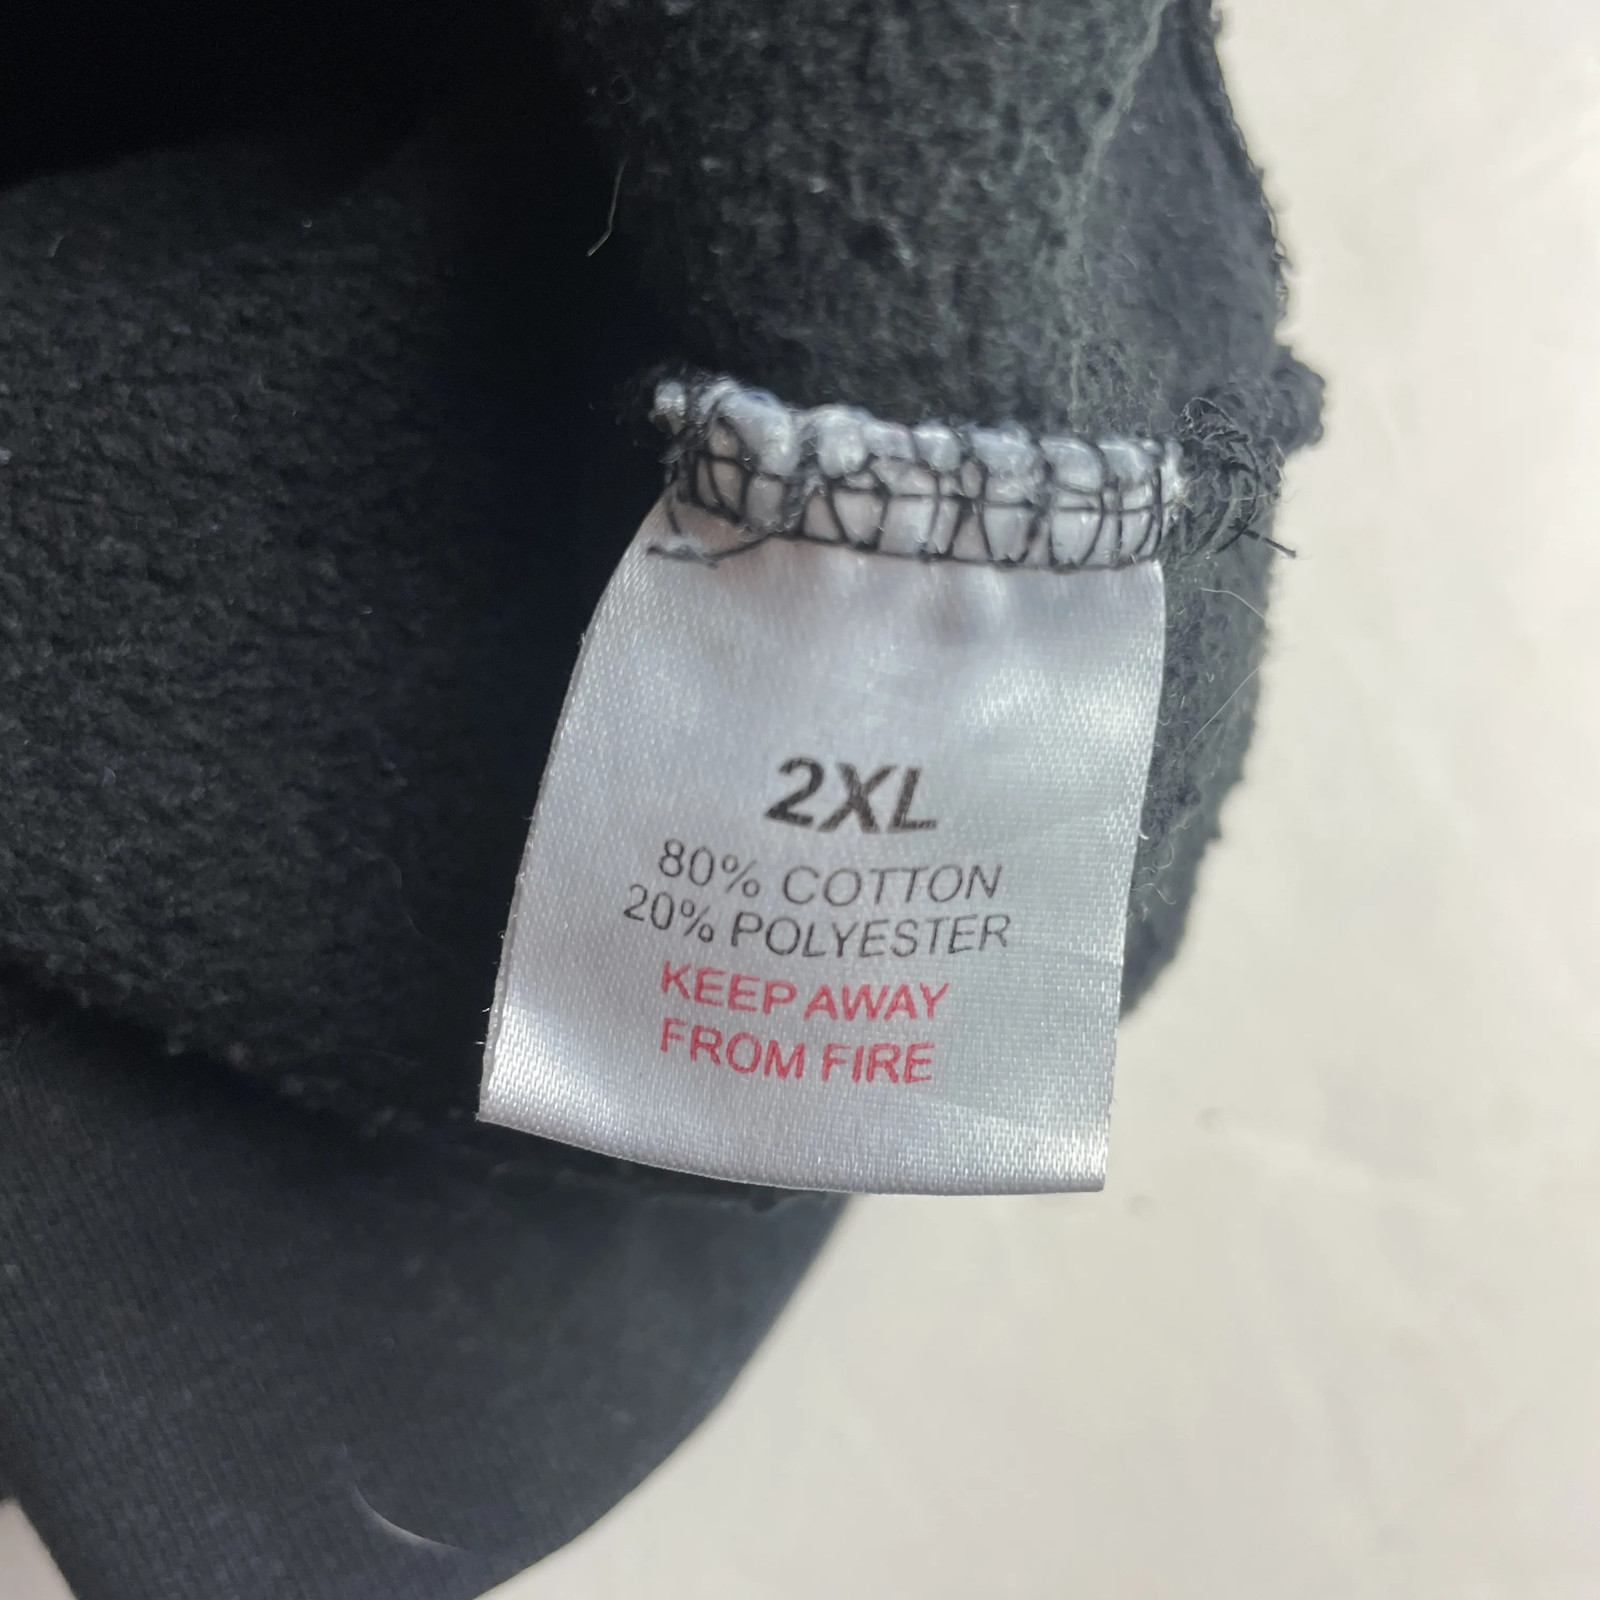 2XL
80% COTTON
20% POLYESTER
KEEP AWAY
FROM FIRE